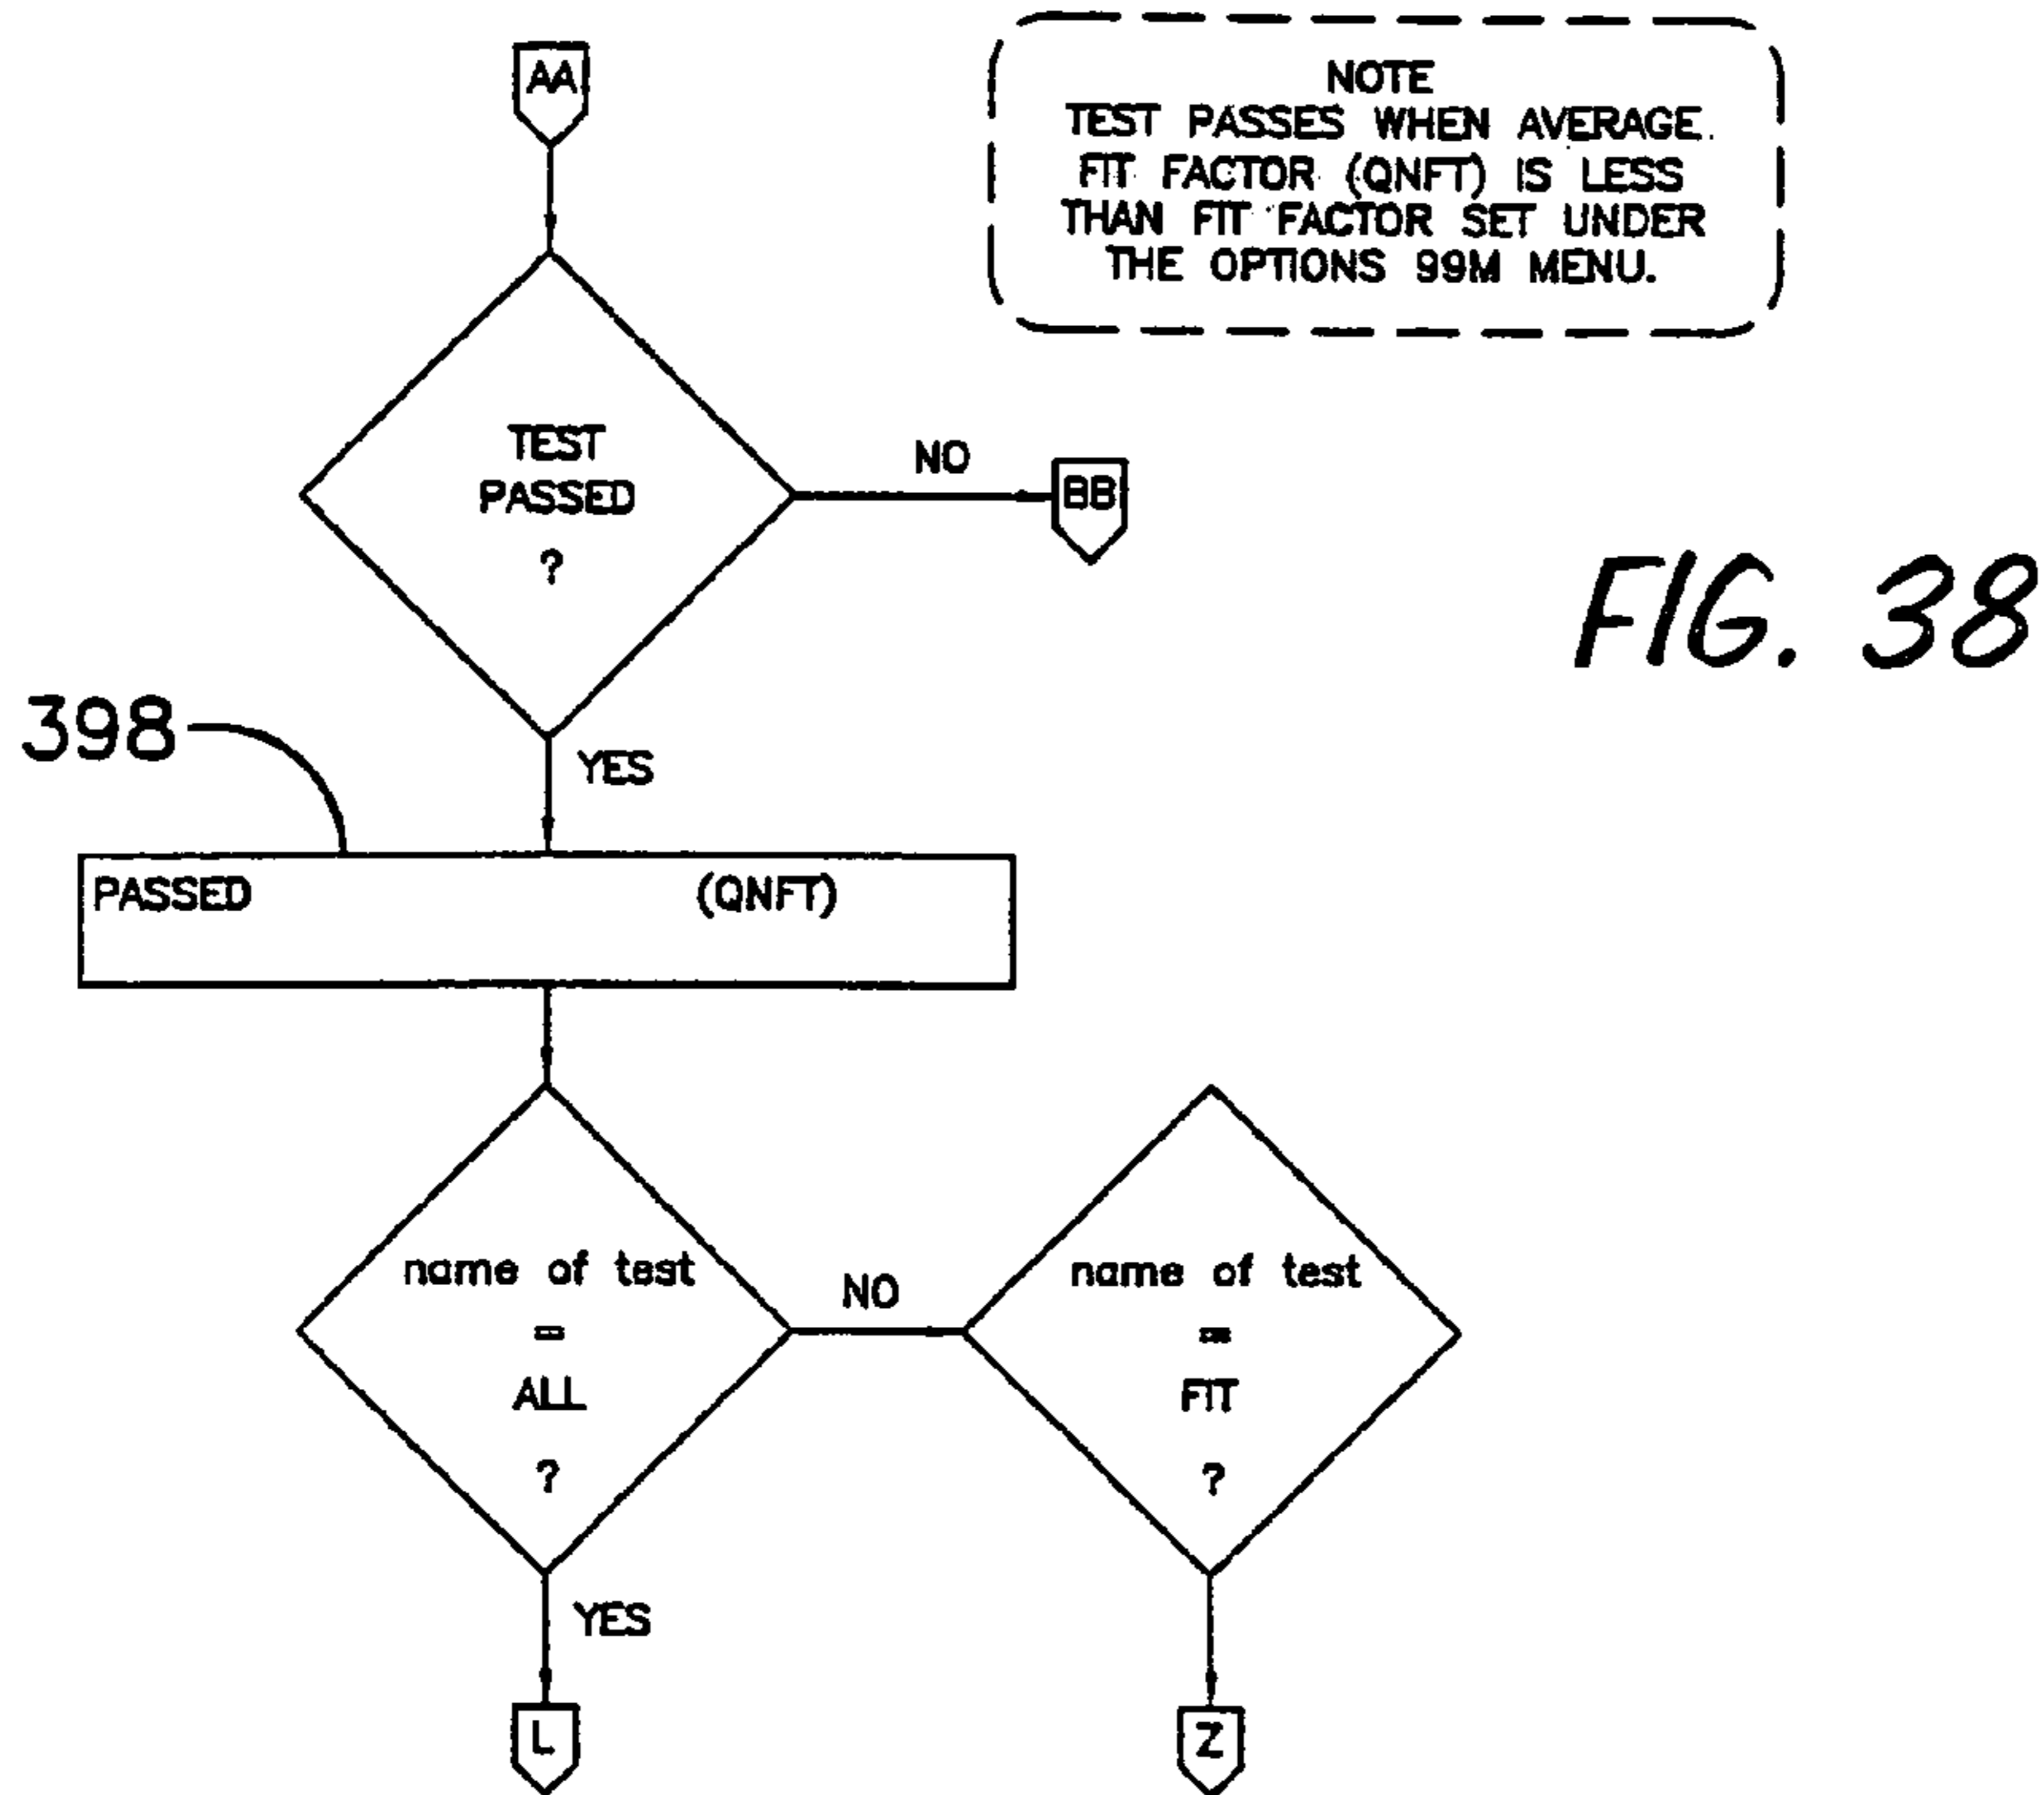 AA
NOTE
TEST PASSES WHEN AVERAGE.
FIT FACTOR (QNFT) IS LESS
THAN FIT FACTOR SET UNDER
THE OPTIONS 99M MENU.
TEST
PASSED
?
NO
BB
FIG. 38
398
YES
PASSED (QNFT)
name of test
=
ALL
?
NO
name of test
=
FIT
?
YES
L
Z